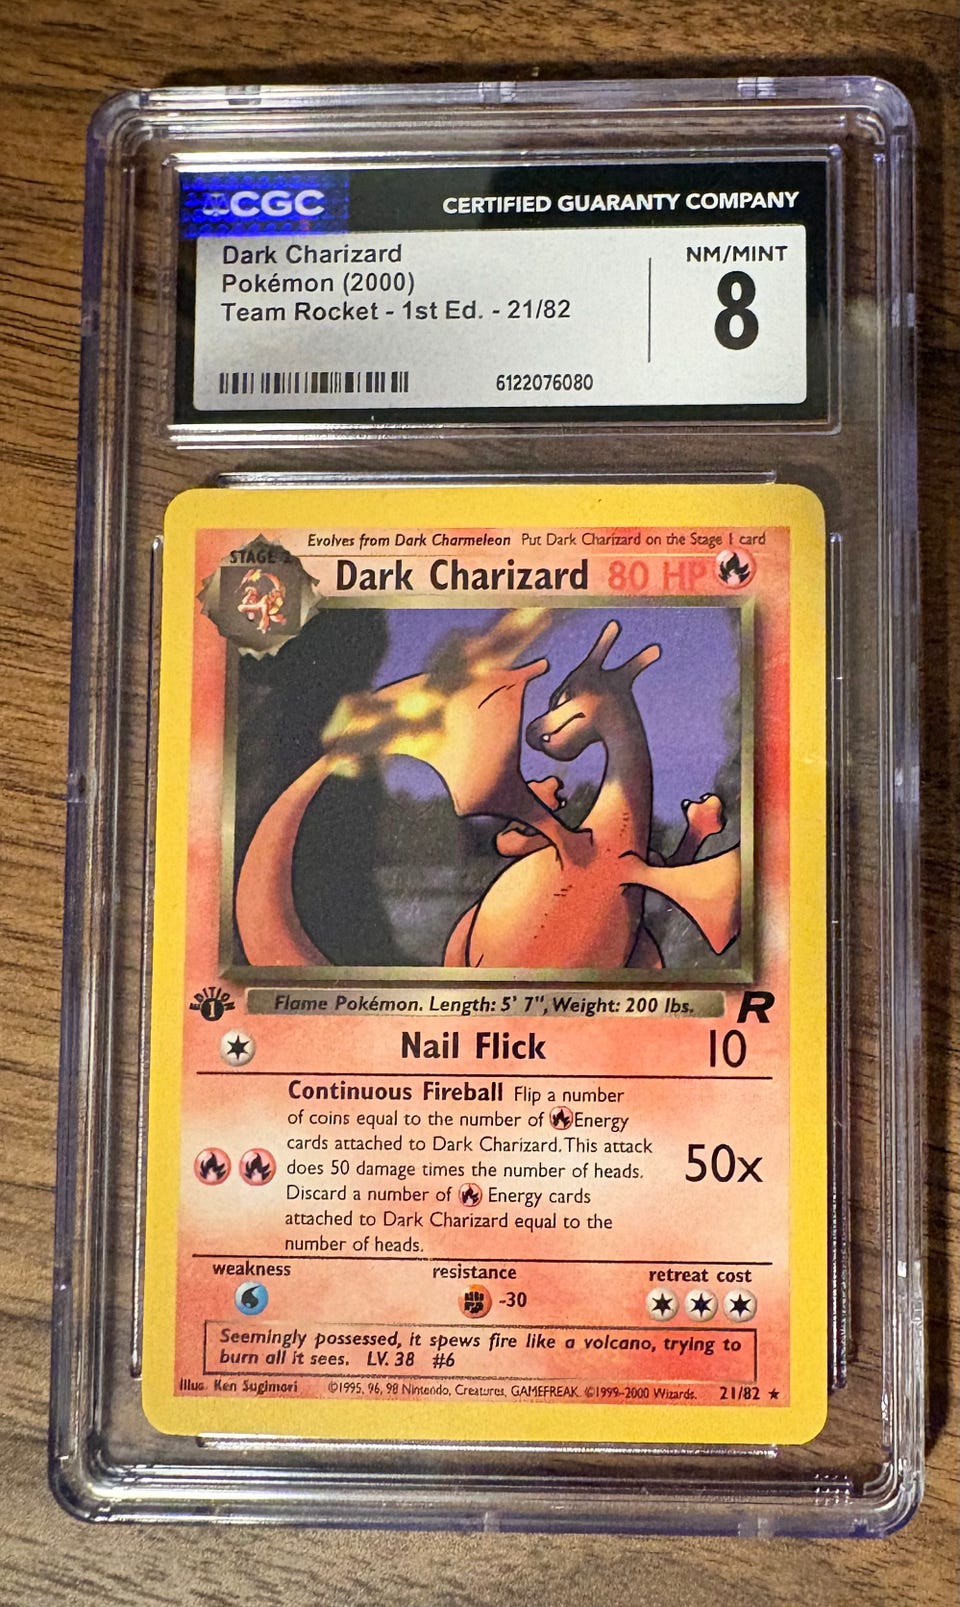 CGC
CERTIFIED GUARANTY COMPANY
Dark Charizard
Pokémon (2000)
Team Rocket - 1st Ed. - 21/82
NM/MINT
8
6122076080
Evolves from Dark Charmeleon Put Dark Charizard on the Stage 1 card
STAGE 2
Dark Charizard 80 HP
EDITION
1
Flame Pokémon. Length: 5' 7", Weight: 200 lbs.
R
Nail Flick 10
Continuous Fireball Flip a number
of coins equal to the number of Energy
cards attached to Dark Charizard. This attack
does 50 damage times the number of heads.
Discard a number of Energy cards
attached to Dark Charizard equal to the
number of heads.
50x
weakness resistance retreat cost
-30
Seemingly possessed, it spews fire like a volcano, trying to
burn all it sees. LV. 38 #6
Illus. Ken Sugimori ©1995, 96, 98 Nintendo, Creatures, GAMEFREAK. ©1999-2000 Wizards. 21/82 ★